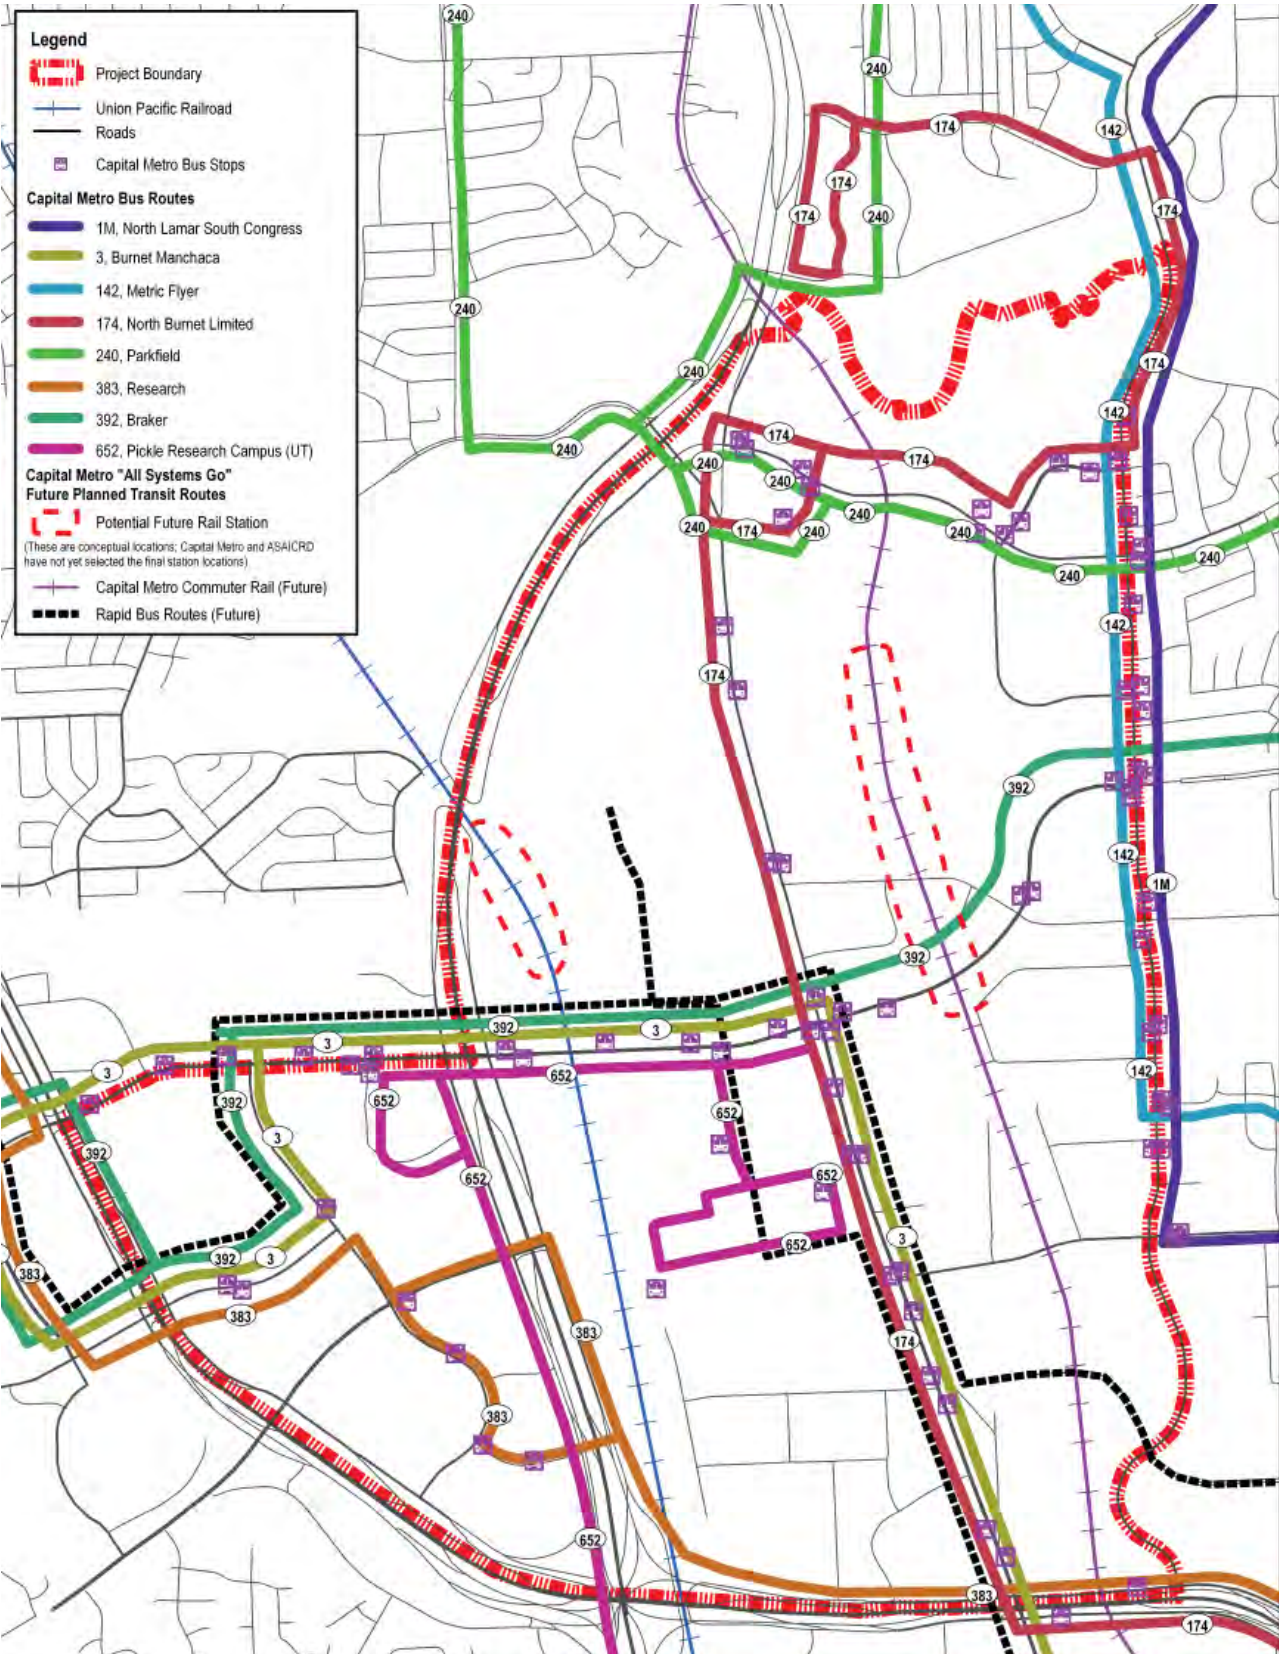 Legend
Project Boundary
Union Pacific Railroad
Roads
Capital Metro Bus Stops
Capital Metro Bus Routes
1M, North Lamar South Congress
3, Burnet Manchaca
142, Metric Flyer
174, North Burnet Limited
240, Parkfield
383, Research
392, Braker
652, Pickle Research Campus (UT)
Capital Metro "All Systems Go"
Future Planned Transit Routes
Potential Future Rail Station
(These are conceptual locations; Capital Metro and ASAICRD
have not yet selected the final station locations)
Capital Metro Commuter Rail (Future)
Rapid Bus Routes (Future)
240
240
174
142
174
174
240
174
240
174
240
142
174
240
240
174
240
240
240
174
240
240
240
240
142
174
392
142
1M
392
392
3
3
3
652
142
392
652
652
3
392
652
652
392
3
652
3
383
383
383
174
383
652
383
174